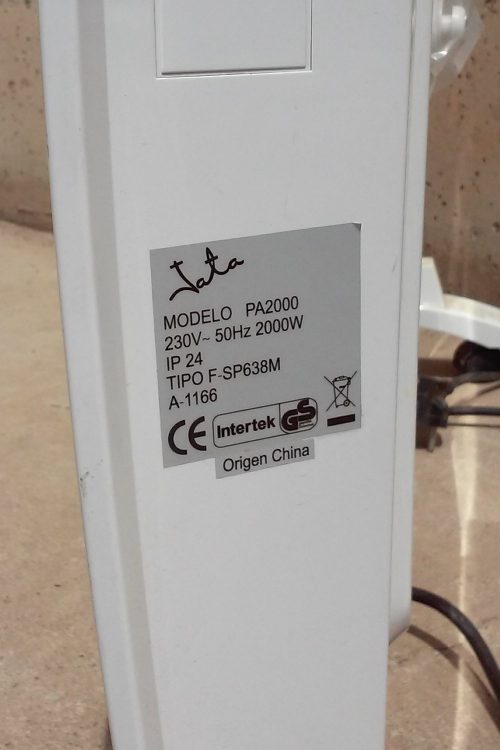 Jata
MODELO PA2000
230V~ 50Hz 2000W
IP 24
TIPO F-SP638M
A-1166
CE Intertek GS
Origen China